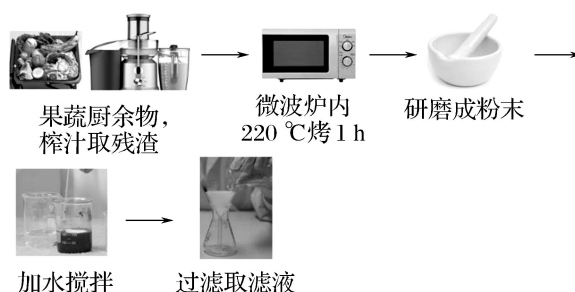 果蔬厨余物，
榨汁取残渣
微波炉内
220 ℃烤1 h
研磨成粉末
加水搅拌
过滤取滤液